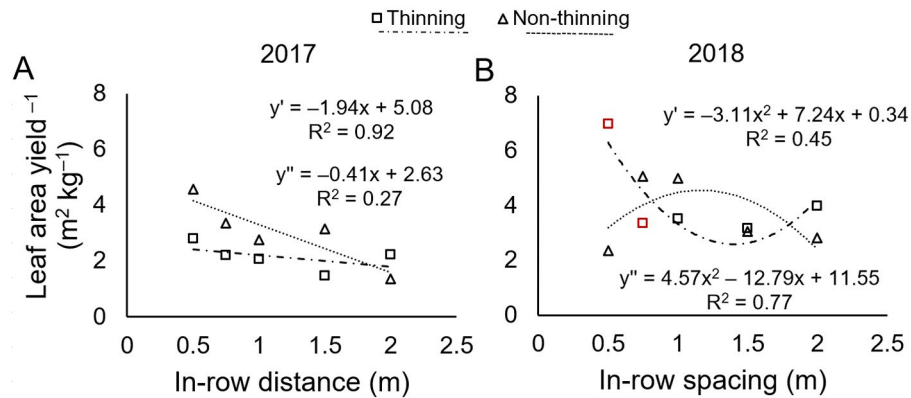 Thinning Non-thinning
A
2017
8
6
4
2
0
0 0.5 1 1.5 2 2.5
y' = –1.94x + 5.08
R² = 0.92
y'' = –0.41x + 2.63
R² = 0.27
Leaf area yield⁻¹
(m² kg⁻¹)
In-row distance (m)
B
2018
8
6
4
2
0
0 0.5 1 1.5 2 2.5
y' = –3.11x² + 7.24x + 0.34
R² = 0.45
y'' = 4.57x² – 12.79x + 11.55
R² = 0.77
In-row spacing (m)